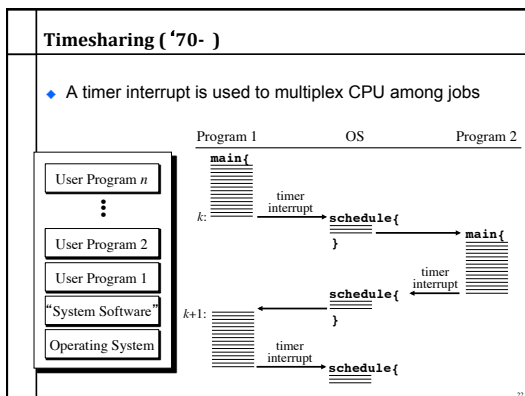 Timesharing ( ‘70- )
◆ A timer interrupt is used to multiplex CPU among jobs
Program 1 OS Program 2
main{
User Program n
timer
interrupt
k:
schedule{
}
main{
User Program 2
User Program 1
timer
interrupt
schedule{
}
k+1:
“System Software”
Operating System
timer
interrupt
schedule{